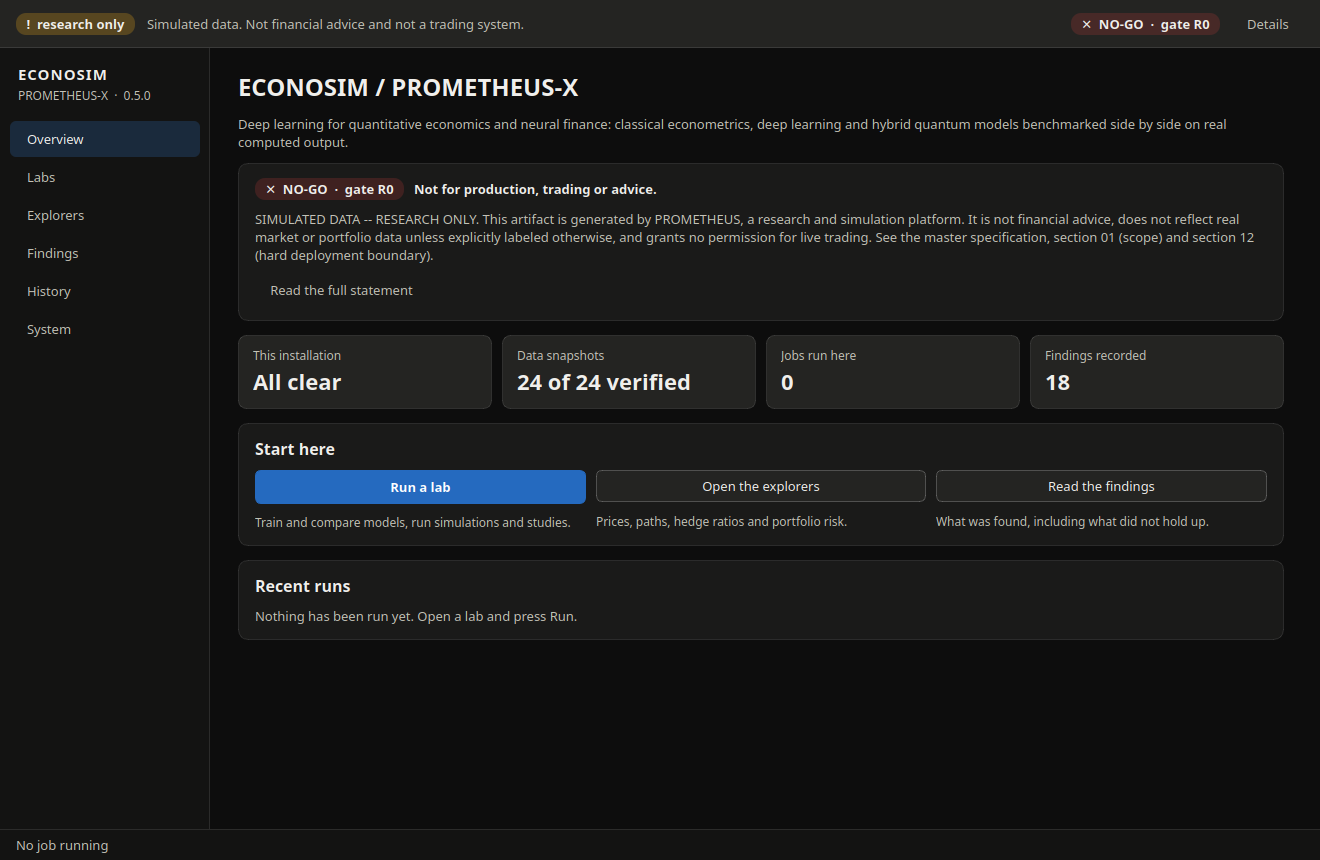 ! research only
Simulated data. Not financial advice and not a trading system.
✕ NO-GO · gate R0
Details
ECONOSIM
PROMETHEUS-X · 0.5.0
Overview
Labs
Explorers
Findings
History
System
ECONOSIM / PROMETHEUS-X
Deep learning for quantitative economics and neural finance: classical econometrics, deep learning and hybrid quantum models benchmarked side by side on real
computed output.
✕ NO-GO · gate R0
Not for production, trading or advice.
SIMULATED DATA -- RESEARCH ONLY. This artifact is generated by PROMETHEUS, a research and simulation platform. It is not financial advice, does not reflect real
market or portfolio data unless explicitly labeled otherwise, and grants no permission for live trading. See the master specification, section 01 (scope) and section 12
(hard deployment boundary).
Read the full statement
This installation
All clear
Data snapshots
24 of 24 verified
Jobs run here
0
Findings recorded
18
Start here
Run a lab
Train and compare models, run simulations and studies.
Open the explorers
Prices, paths, hedge ratios and portfolio risk.
Read the findings
What was found, including what did not hold up.
Recent runs
Nothing has been run yet. Open a lab and press Run.
No job running